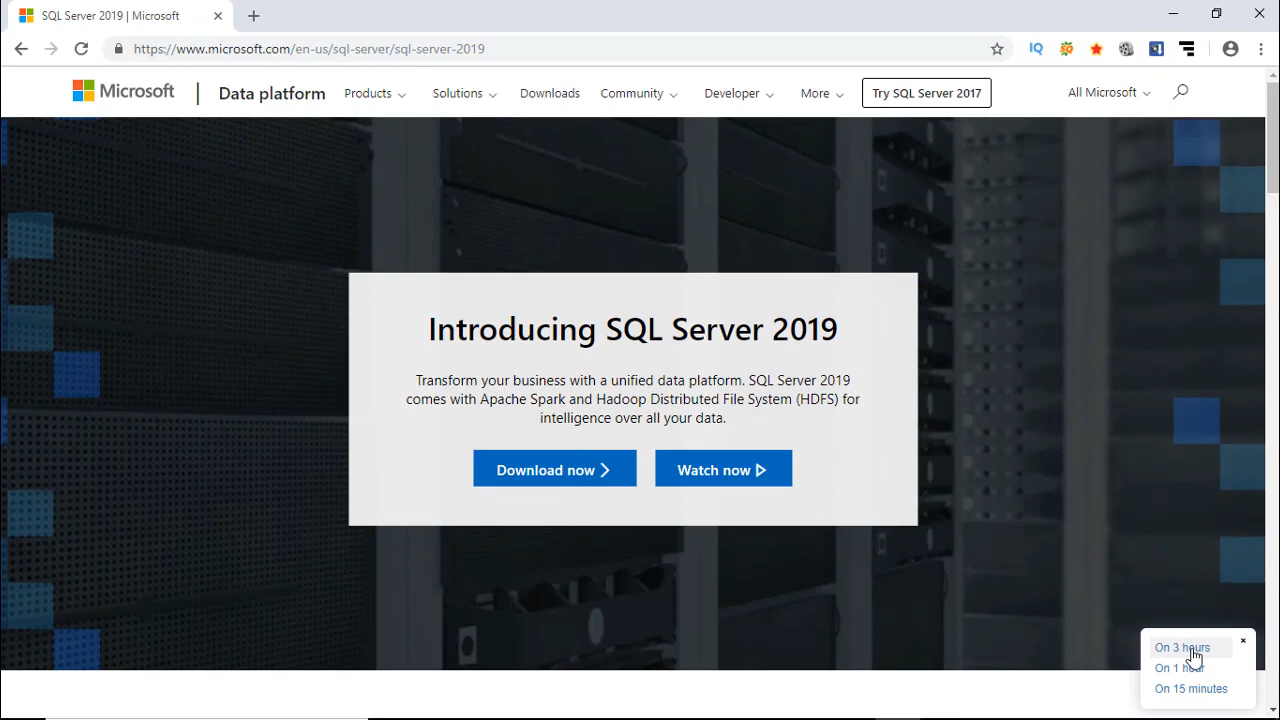 SQL Server 2019 | Microsoft
https://www.microsoft.com/en-us/sql-server/sql-server-2019
IQ
Microsoft
Data platform
Products
Solutions
Downloads
Community
Developer
More
Try SQL Server 2017
All Microsoft
Introducing SQL Server 2019
Transform your business with a unified data platform. SQL Server 2019
comes with Apache Spark and Hadoop Distributed File System (HDFS) for
intelligence over all your data.
Download now
Watch now
On 3 hours
On 1 hour
On 15 minutes